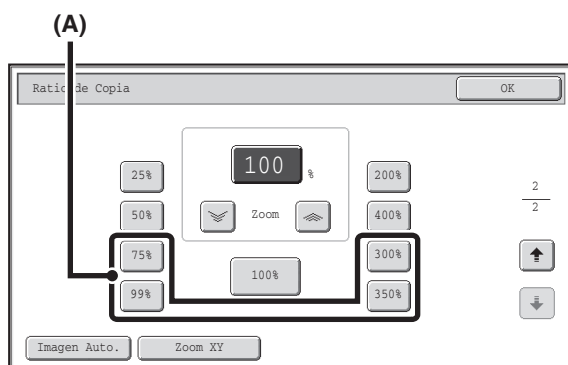 (A)
Ratio de Copia OK
100 %
25% 200%
50% Zoom 400%
75% 300%
100%
99% 350%
2
2
Imagen Auto. Zoom XY